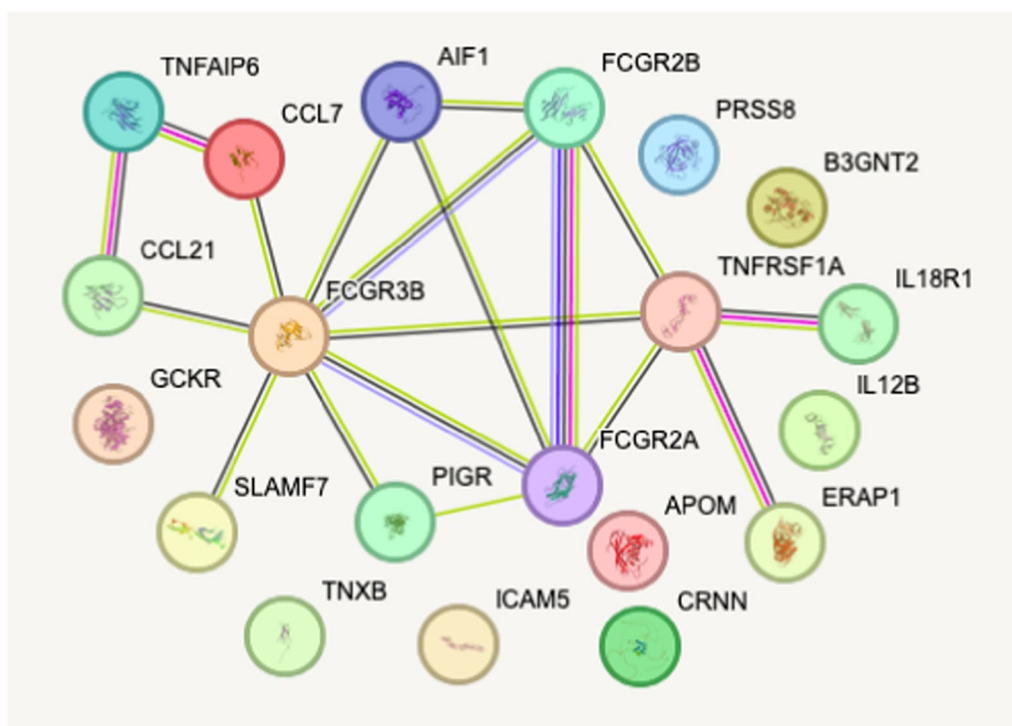 AIF1
FCGR2B
TNFAIP6
CCL7
PRSS8
B3GNT2
CCL21
TNFRSF1A
IL18R1
FCGR3B
GCKR
IL12B
FCGR2A
PIGR
SLAMF7
ERAP1
APOM
TNXB
ICAM5
CRNN